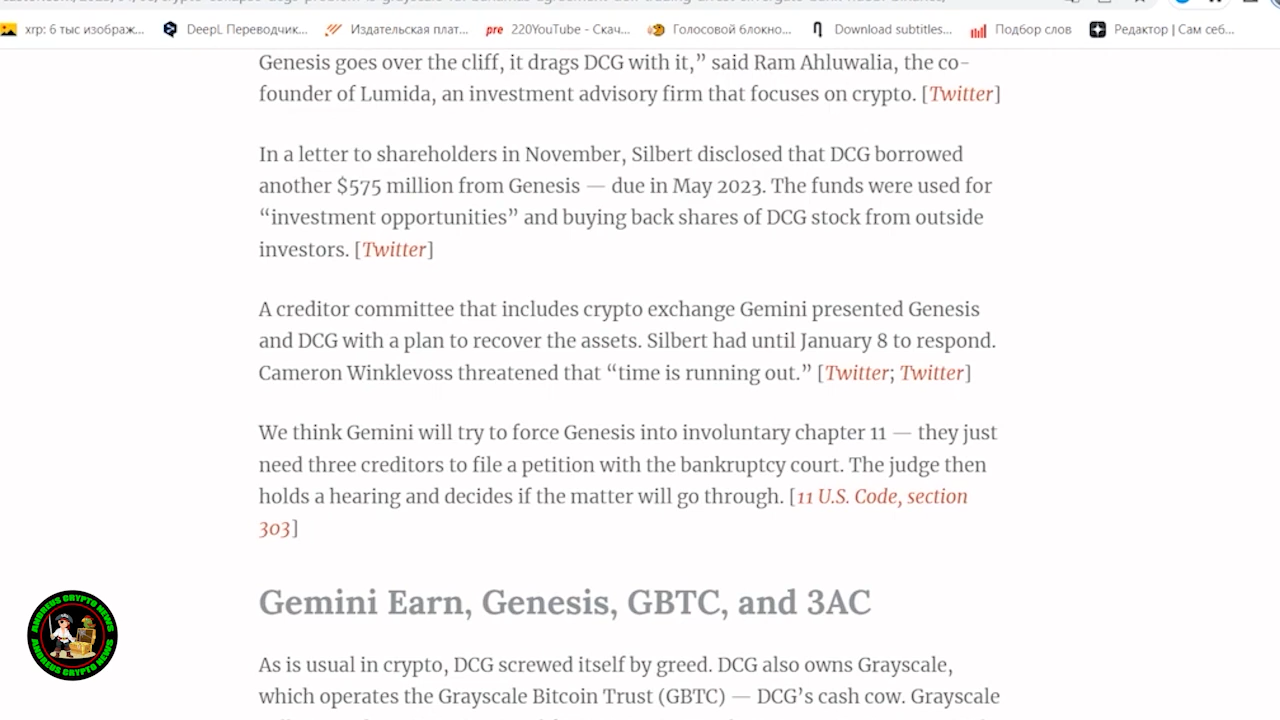 xrp: 6 тыс изображ...
DeepL Переводчик...
Издательская плат...
pre 220YouTube - Скач...
Голосовой блокно...
Download subtitles...
Подбор слов
Редактор | Сам себ...
Genesis goes over the cliff, it drags DCG with it,” said Ram Ahluwalia, the co-
founder of Lumida, an investment advisory firm that focuses on crypto. [Twitter]
In a letter to shareholders in November, Silbert disclosed that DCG borrowed
another $575 million from Genesis — due in May 2023. The funds were used for
“investment opportunities” and buying back shares of DCG stock from outside
investors. [Twitter]
A creditor committee that includes crypto exchange Gemini presented Genesis
and DCG with a plan to recover the assets. Silbert had until January 8 to respond.
Cameron Winklevoss threatened that “time is running out.” [Twitter; Twitter]
We think Gemini will try to force Genesis into involuntary chapter 11 — they just
need three creditors to file a petition with the bankruptcy court. The judge then
holds a hearing and decides if the matter will go through. [11 U.S. Code, section
303]
Gemini Earn, Genesis, GBTC, and 3AC
ANDREUS CRYPTO NEWS
ANDREUS CRYPTO NEWS
As is usual in crypto, DCG screwed itself by greed. DCG also owns Grayscale,
which operates the Grayscale Bitcoin Trust (GBTC) — DCG’s cash cow. Grayscale